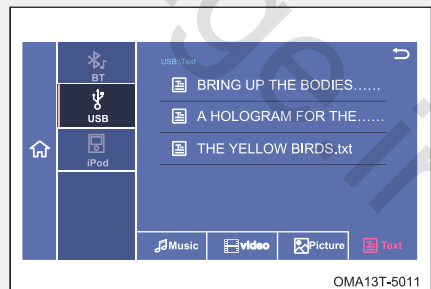 BT
USB
iPod
USB\Text
BRING UP THE BODIES......
A HOLOGRAM FOR THE......
THE YELLOW BIRDS,txt
Music
video
Picture
Text
OMA13T-5011